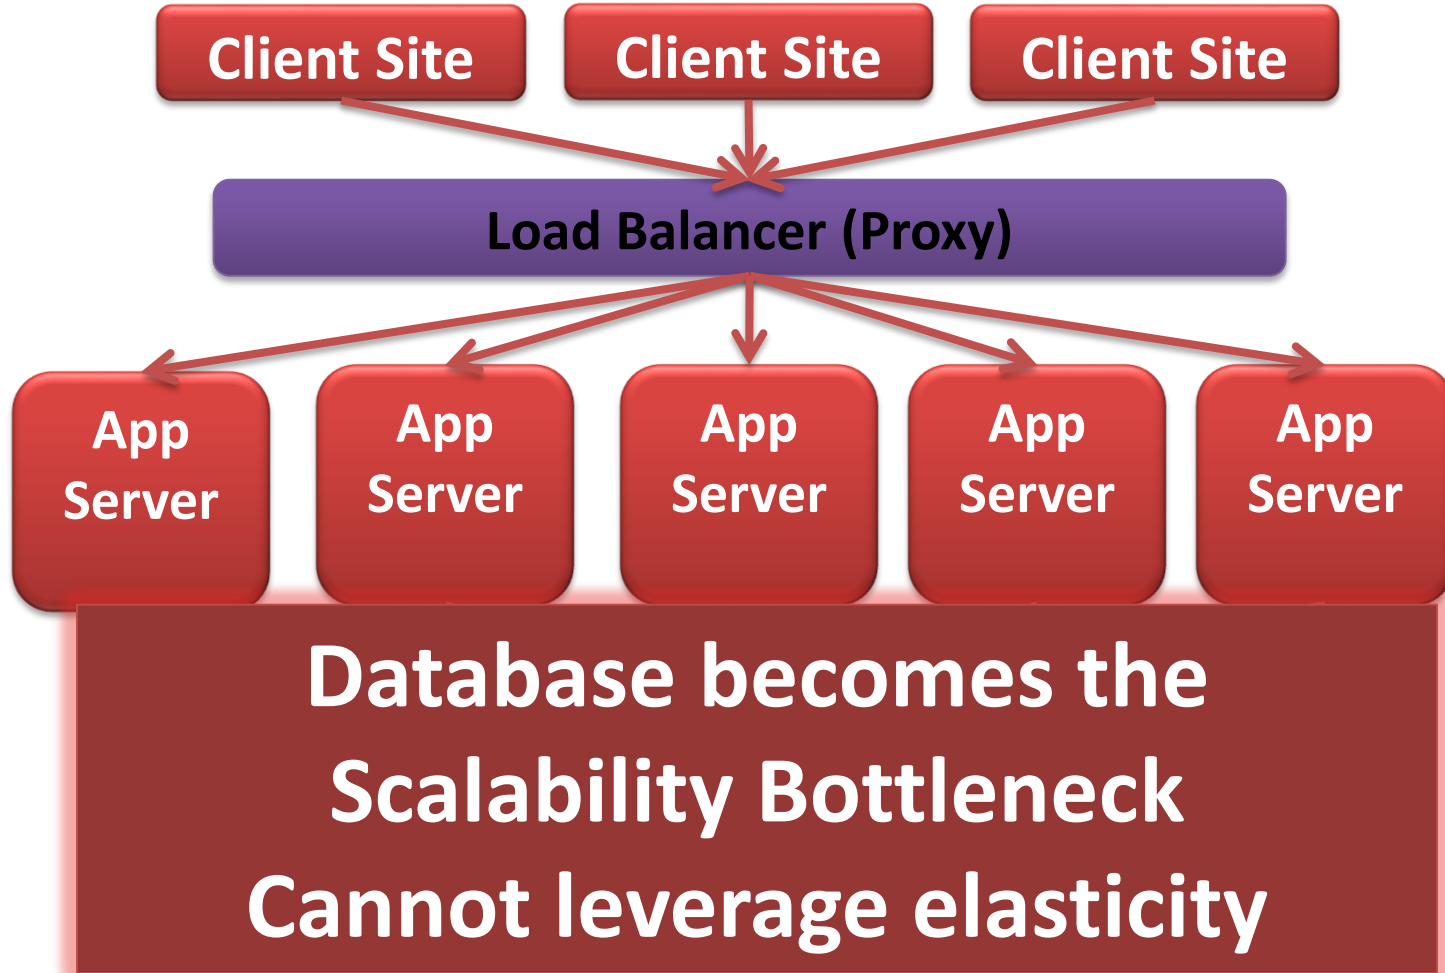 Client Site Client Site Client Site
Load Balancer (Proxy)
App App App App App
Server Server Server Server Server
Database becomes the
Scalability Bottleneck
Cannot leverage elasticity